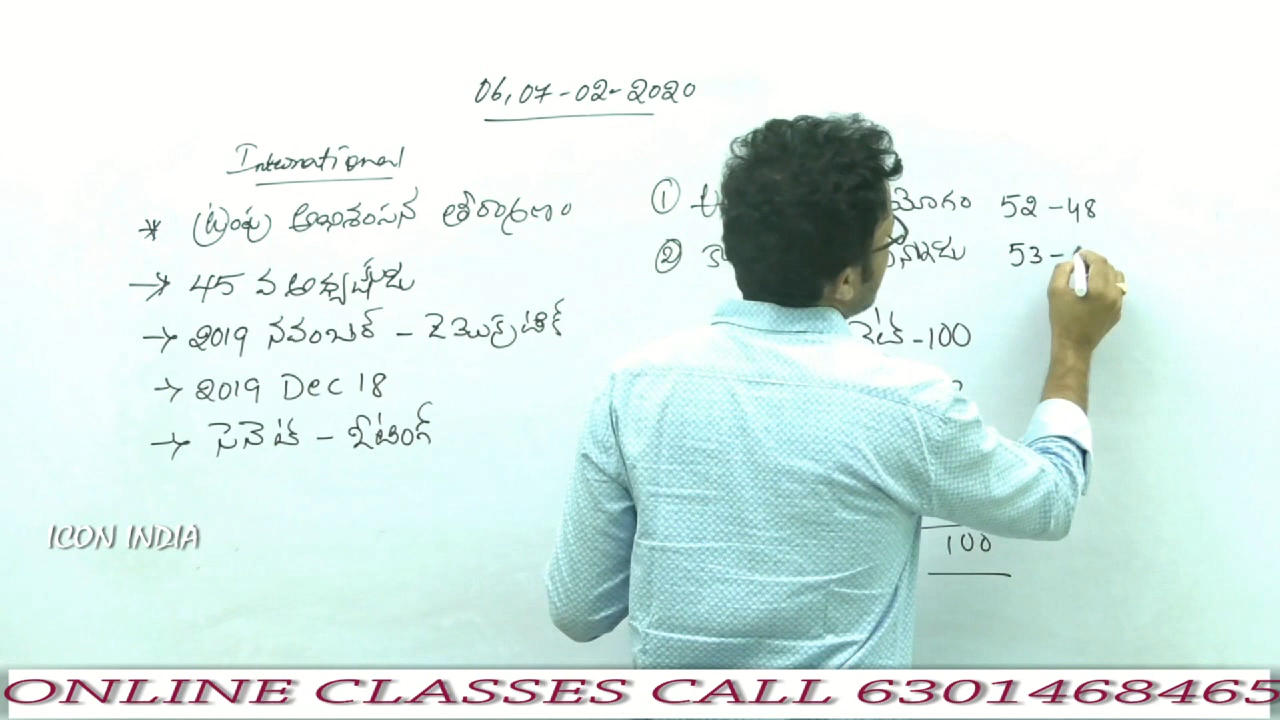 06,07-02-2020
International
* ట్రంపు అభిశంసన తీర్మానం
→ 45 వ అధ్యక్షుడు
→ 2019 నవంబర్ - డెమొక్రటిక్
→ 2019 Dec 18
→ సెనెట్ - ఓటింగ్
① 52-48
② 53-
-100
100
ICON INDIA
ONLINE CLASSES CALL 6301468465